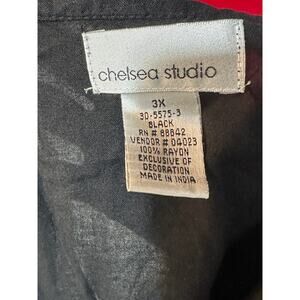 chelsea studio
3X
30-5575-3
BLACK
RN # 88842
VENDOR # 04023
100% RAYON
EXCLUSIVE OF
DECORATION
MADE IN INDIA